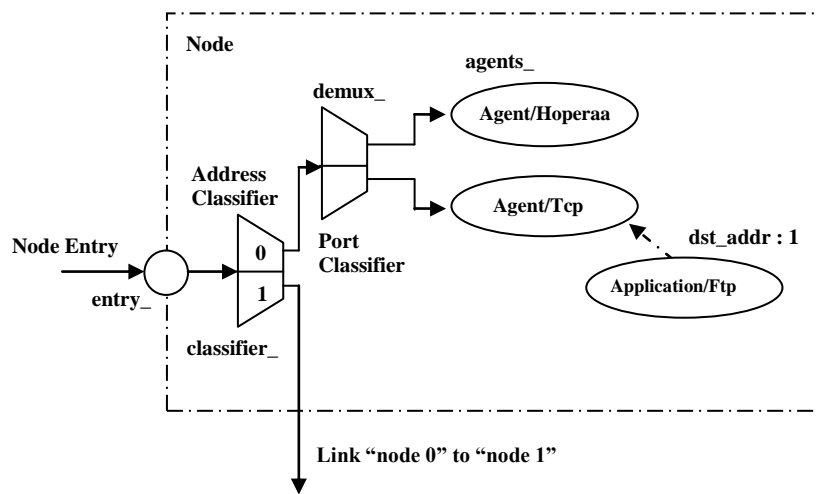 Node
agents_
demux_
Agent/Hoperaa
Address
Classifier
Agent/Tcp
Port
Classifier
dst_addr : 1
Node Entry
entry_
0
1
Application/Ftp
classifier_
Link “node 0” to “node 1”